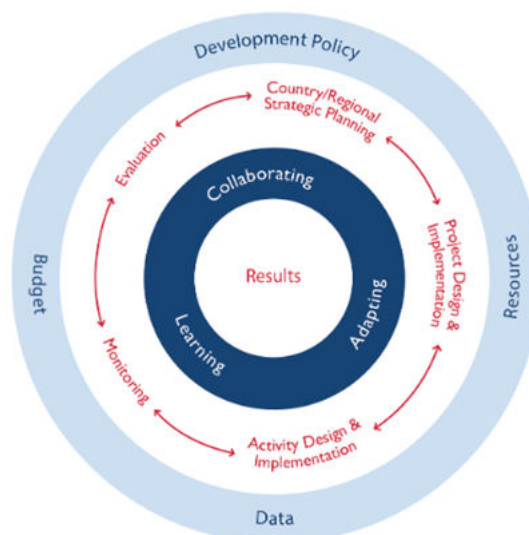 Development Policy
Country/Regional
Strategic Planning
Evaluation
Collaborating
Budget
Results
Project Design &
Implementation
Resources
Adapting
Learning
Monitoring
Activity Design &
Implementation
Data